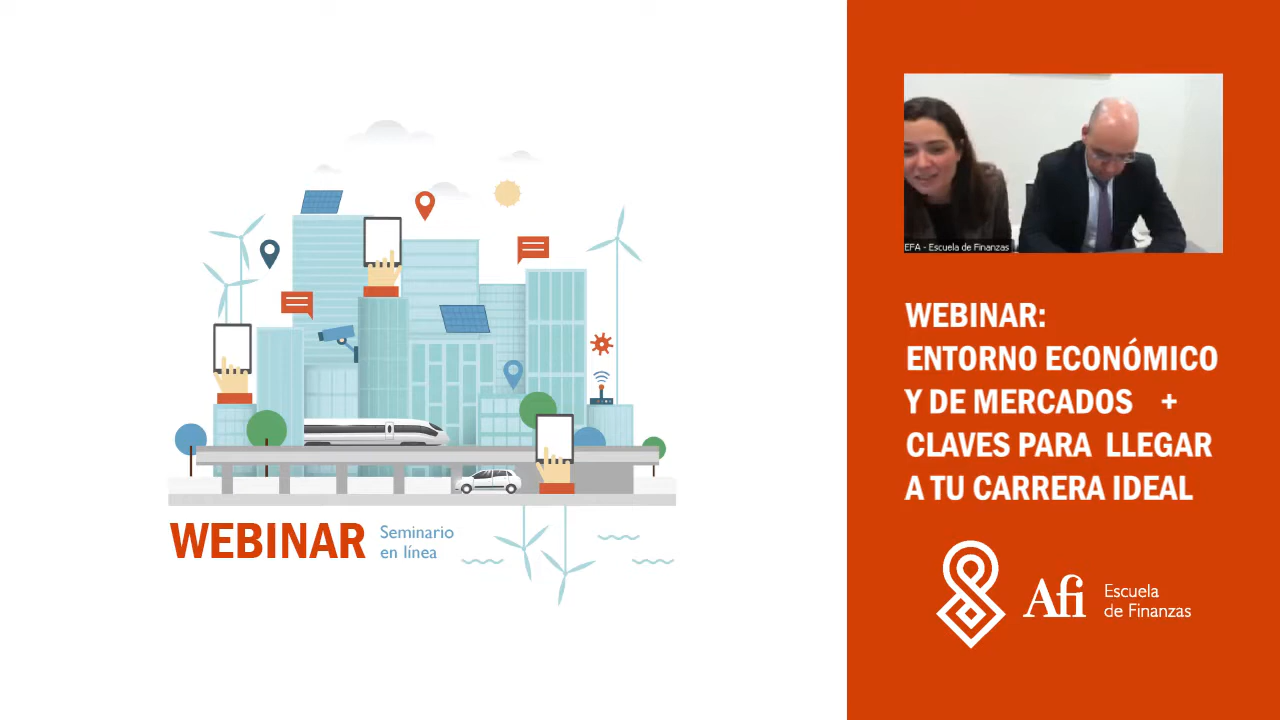 WEBINAR
Seminario
en línea
EFA - Escuela de Finanzas
WEBINAR:
ENTORNO ECONÓMICO
Y DE MERCADOS +
CLAVES PARA LLEGAR
A TU CARRERA IDEAL
Afi
Escuela
de Finanzas